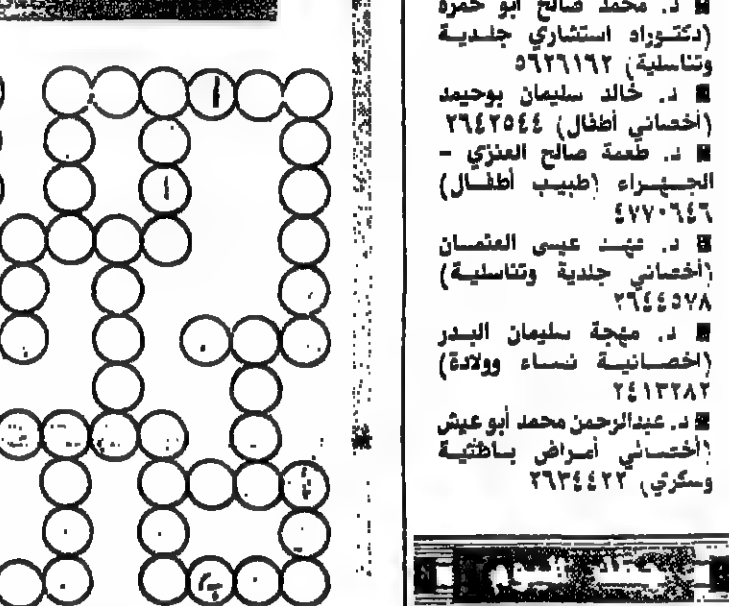 ◙ د. محمد صالح أبو حمرة
(دكتوراه استشاري جلدية
وتناسلية) ٥٦٢٦١٦٢
◙ د. خالد سليمان بوحيمد
(أخصائي أطفال) ٢٦٤٢٥٤٤
◙ د. طعمة صالح العنزي –
الجهراء (طبيب أطفال)
٤٧٧٠٦٤٦
◙ د. فهد عيسى العثمان
(أخصائي جلدية وتناسلية)
٢٦٤٤٥٧٨
◙ د. مهجة سليمان البدر
(اخصائية نساء وولادة)
٢٤١٣٢٨٢
◙ د. عبدالرحمن محمد أبو عيش
(أخصائي أمراض باطنية
وسكري) ٢٦٣٤٤٢٢